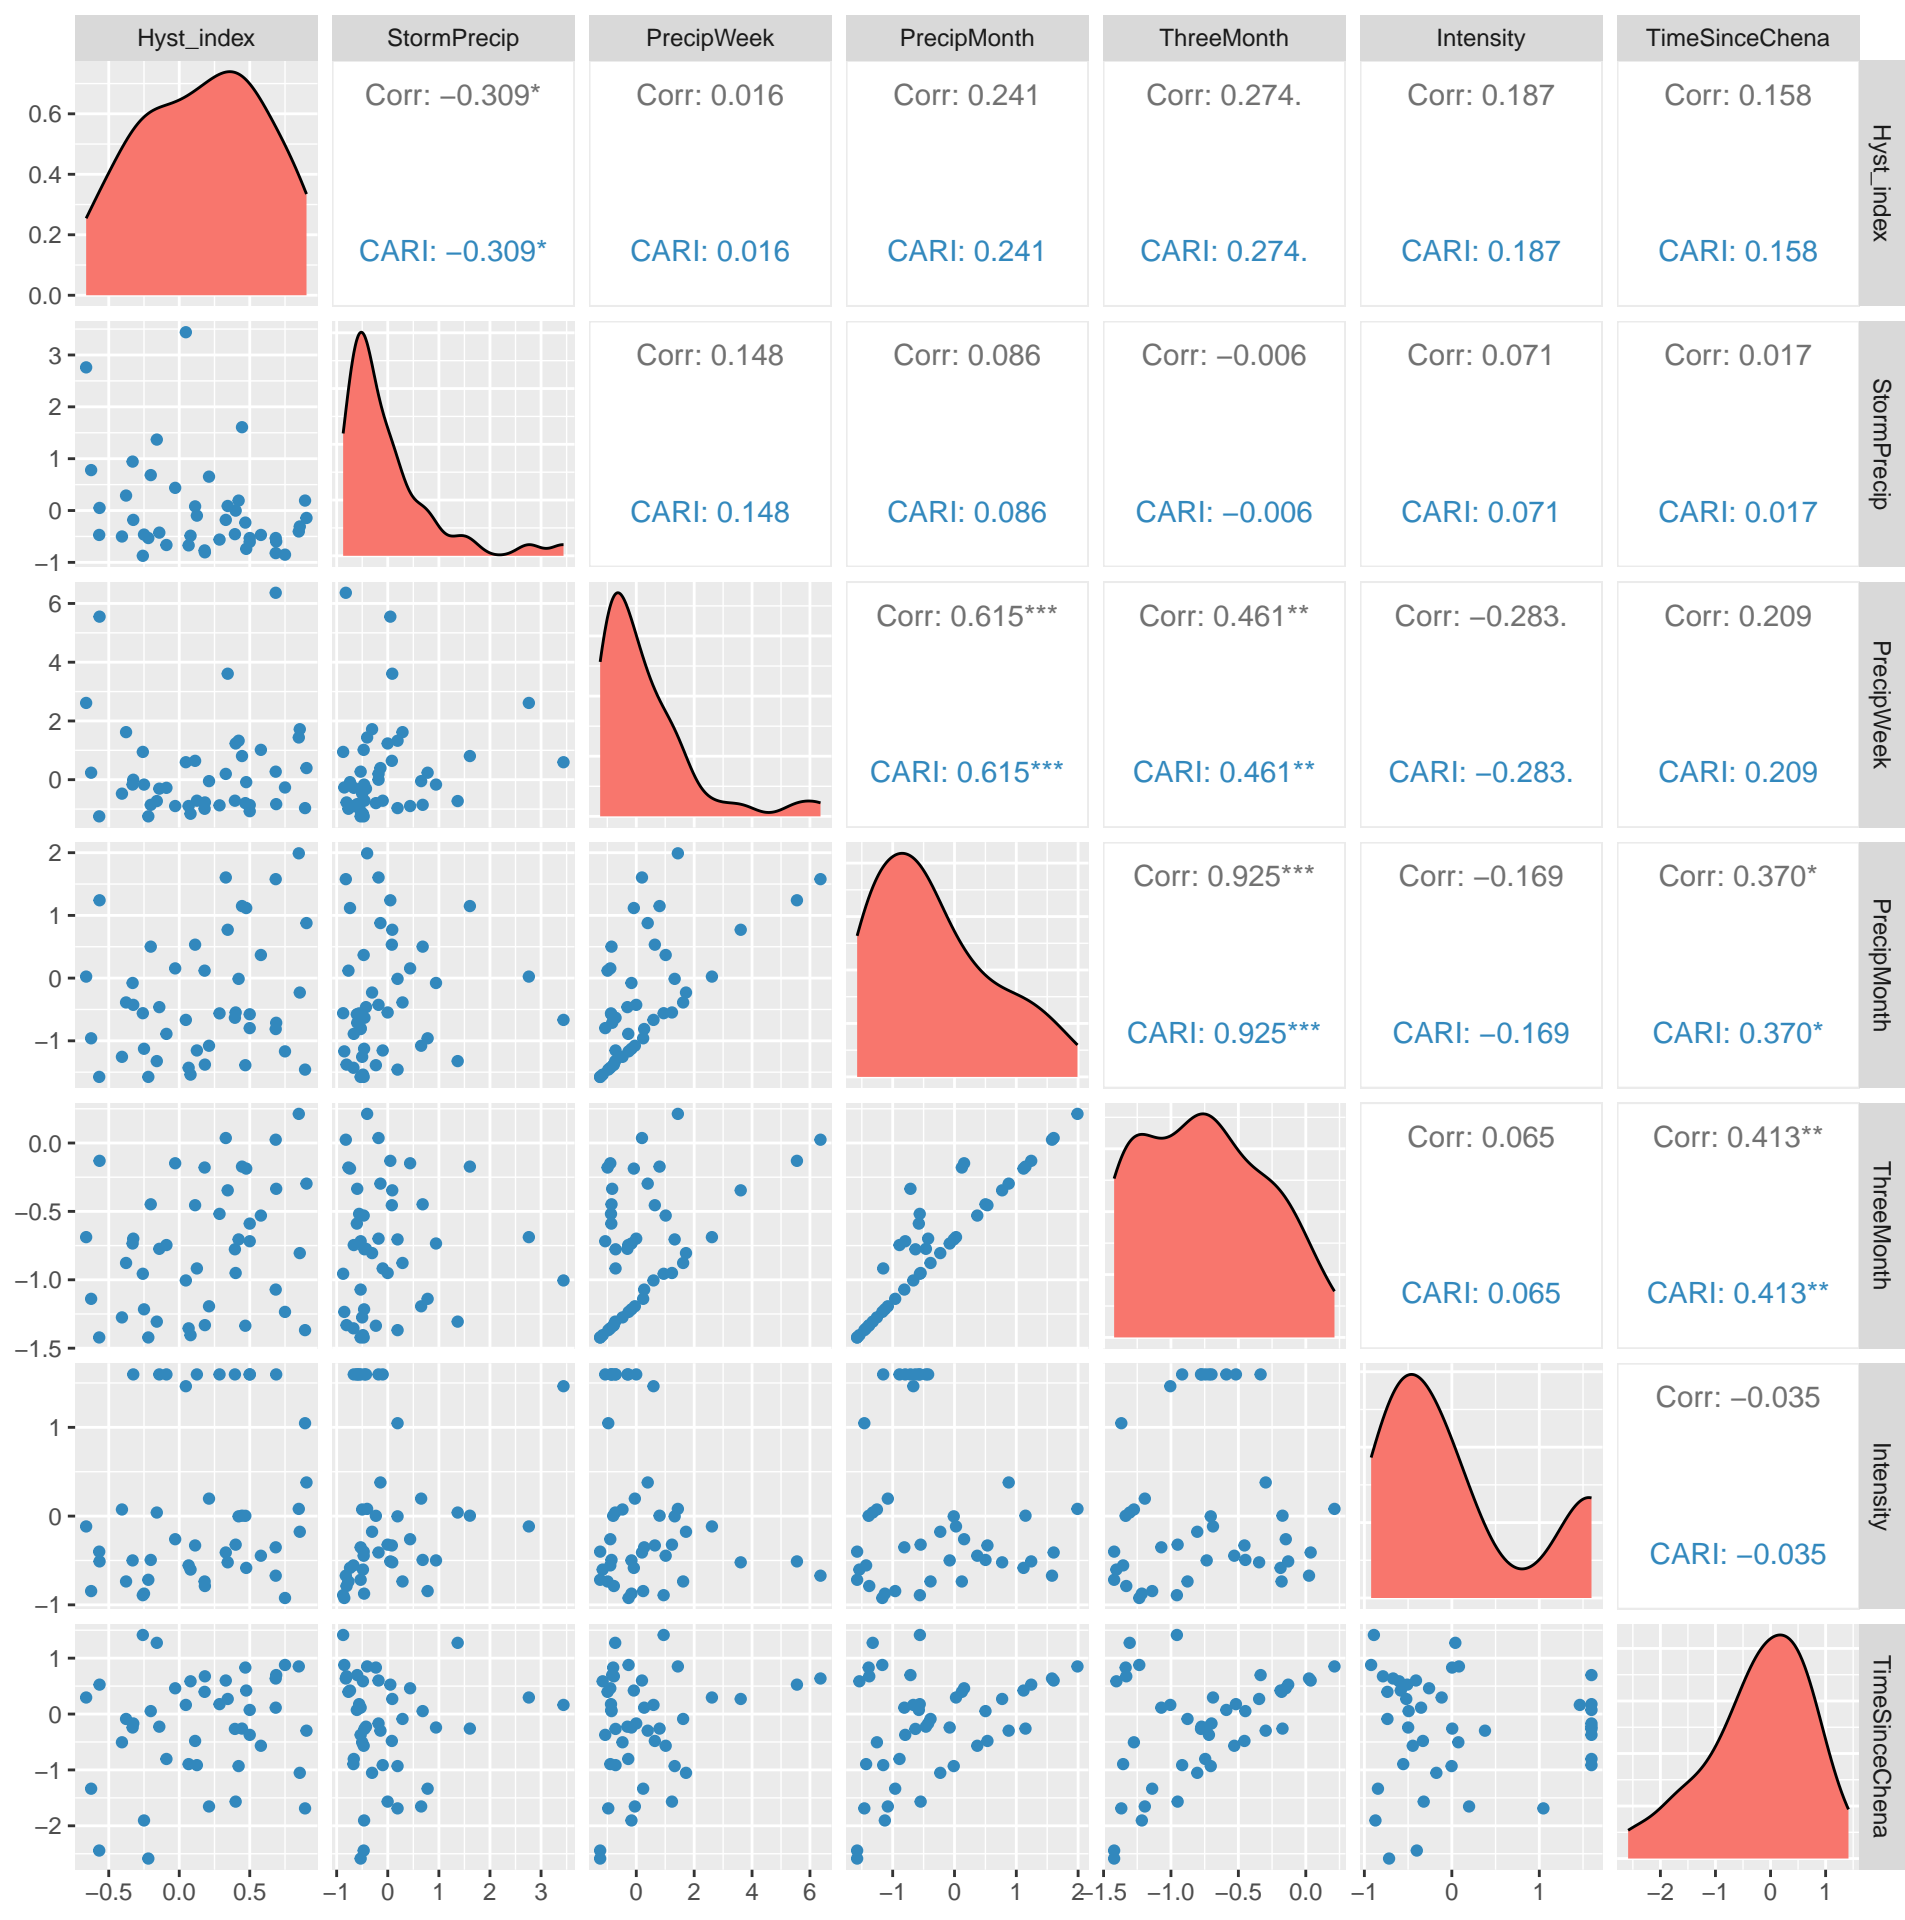 Hyst_index StormPrecip PrecipWeek PrecipMonth ThreeMonth Intensity TimeSinceChena
Corr: −0.309* Corr: 0.016 Corr: 0.241 Corr: 0.274. Corr: 0.187 Corr: 0.158
CARI: −0.309* CARI: 0.016 CARI: 0.241 CARI: 0.274. CARI: 0.187 CARI: 0.158
Hyst_index
0.6
0.4
0.2
0.0
Corr: 0.148 Corr: 0.086 Corr: −0.006 Corr: 0.071 Corr: 0.017
CARI: 0.148 CARI: 0.086 CARI: −0.006 CARI: 0.071 CARI: 0.017
StormPrecip
3
2
1
0
−1
Corr: 0.615*** Corr: 0.461** Corr: −0.283. Corr: 0.209
CARI: 0.615*** CARI: 0.461** CARI: −0.283. CARI: 0.209
PrecipWeek
6
4
2
0
Corr: 0.925*** Corr: −0.169 Corr: 0.370*
CARI: 0.925*** CARI: −0.169 CARI: 0.370*
PrecipMonth
2
1
0
−1
Corr: 0.065 Corr: 0.413**
CARI: 0.065 CARI: 0.413**
ThreeMonth
0.0
−0.5
−1.0
−1.5
Corr: −0.035
CARI: −0.035
Intensity
1
0
−1
TimeSinceChena
1
0
−1
−2
−0.5 0.0 0.5 −1 0 1 2 3 0 2 4 6 −1 0 1 2 −1.5 −1.0 −0.5 0.0 −1 0 1 −2 −1 0 1